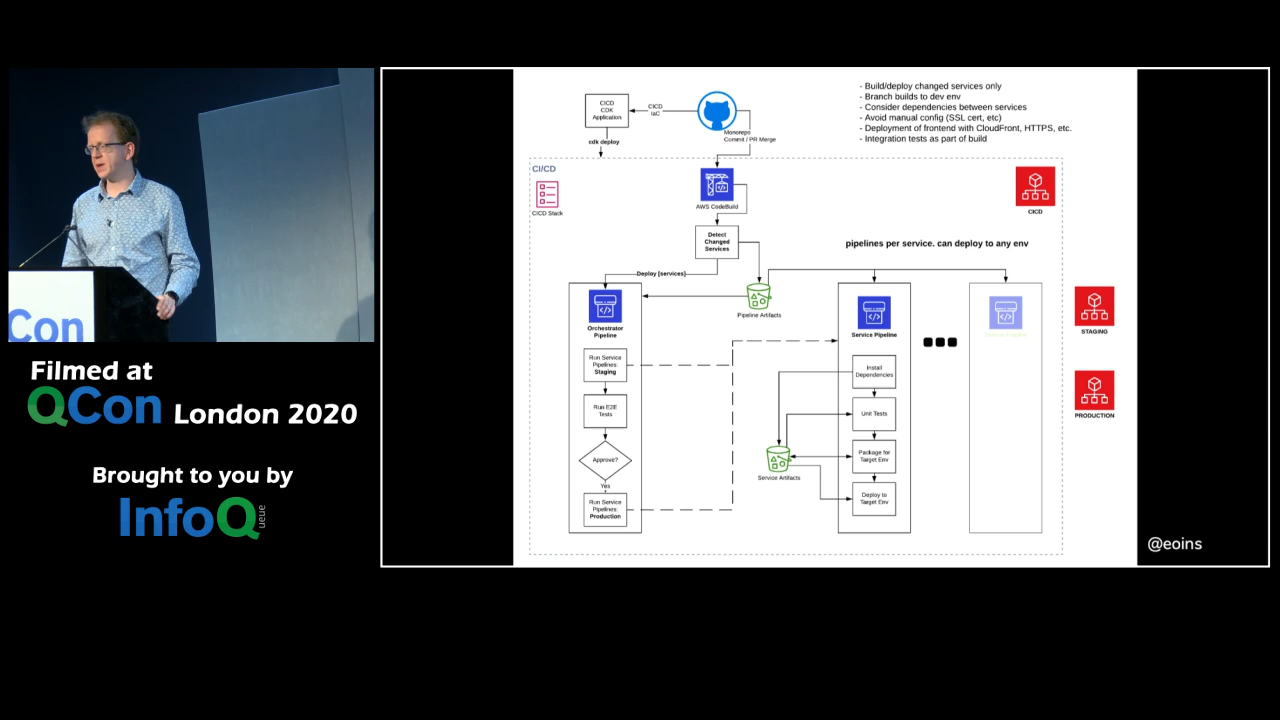 Con
Filmed at
QCon London 2020
Brought to you by
InfoQ
ueue
- Build/deploy changed services only
- Branch builds to dev env
- Consider dependencies between services
- Avoid manual config (SSL cert, etc)
- Deployment of frontend with CloudFront, HTTPS, etc.
- Integration tests as part of build
CICD
CDK
Application
CICD
IaC
Monorepo
Commit / PR Merge
cdk deploy
CI/CD
CICD Stack
AWS CodeBuild
CICD
Detect
Changed
Services
pipelines per service. can deploy to any env
Deploy [services]
Pipeline Artifacts
Orchestrator
Pipeline
Service Pipeline
Service Pipeline
STAGING
Run Service
Pipelines:
Staging
Install
Dependencies
Run E2E
Tests
Unit Tests
PRODUCTION
Approve?
Yes
Service Artifacts
Package for
Target Env
Run Service
Pipelines:
Production
Deploy to
Target Env
@eoins